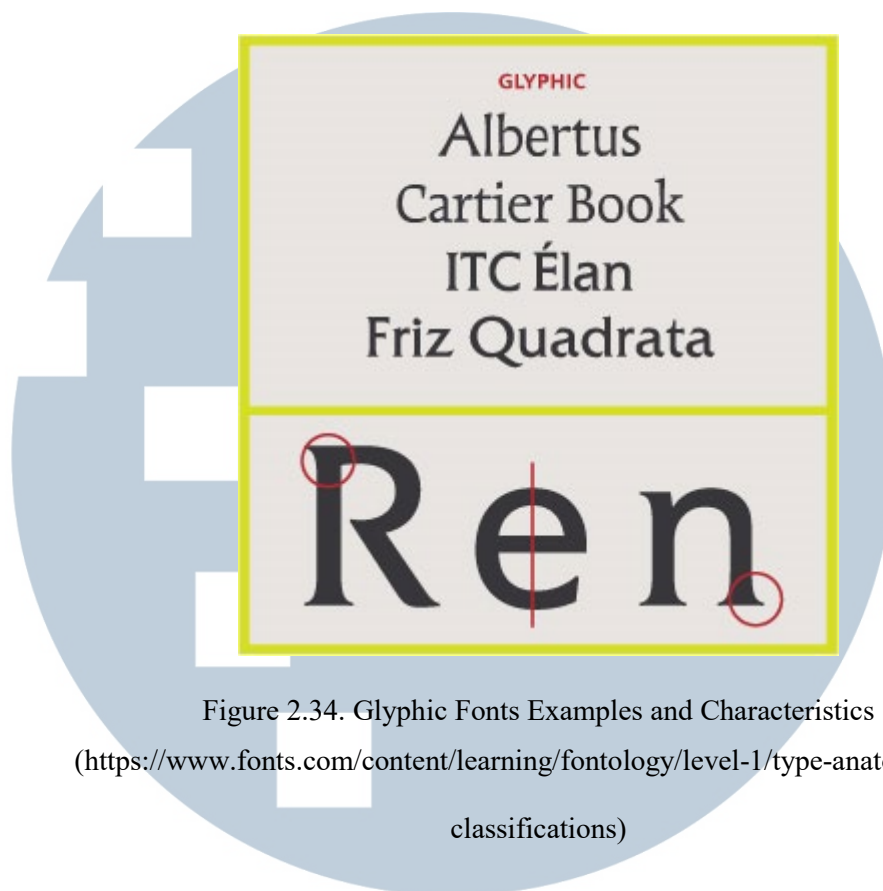 GLYPHIC
Albertus
Cartier Book
ITC Élan
Friz Quadrata
Ren
Figure 2.34. Glyphic Fonts Examples and Characteristics
(https://www.fonts.com/content/learning/fontology/level-1/type-anat
classifications)